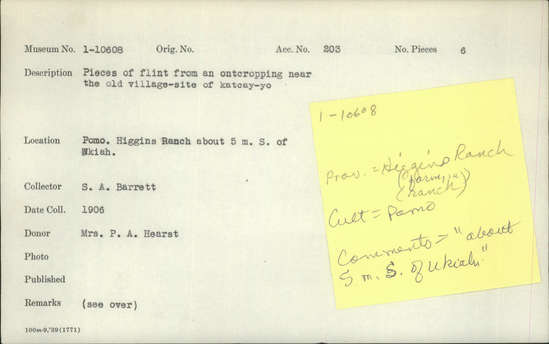 Museum No. 1-10608 Orig. No. Acc. No. 203 No. Pieces 6
Description Pieces of flint from an ontcropping near
the old village-site of katcay-yo
Location Pomo. Higgins Ranch about 5 m. S. of
Ukiah.
Collector S. A. Barrett
Date Coll. 1906
Donor Mrs. P. A. Hearst
Photo
Published
Remarks (see over)
100m-9,'39(1771)
1-10608
Prov. = Higgins Ranch
(farm,
(ranch)
Cult = Pomo
Comments = "about
5 m. S. of Ukiah"